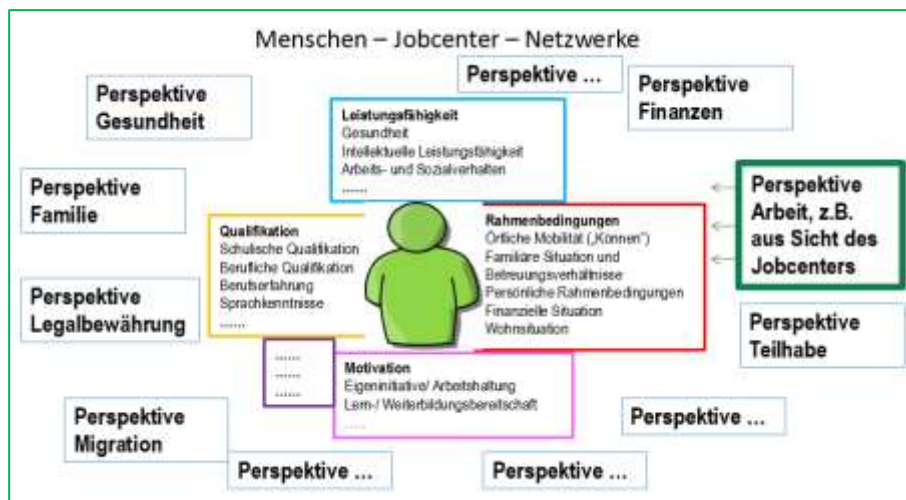 Menschen – Jobcenter – Netzwerke
Perspektive ...
Perspektive
Finanzen
Perspektive
Gesundheit
Leistungsfähigkeit
Gesundheit
Intellektuelle Leistungsfähigkeit
Arbeits- und Sozialverhalten
......
Perspektive
Familie
Perspektive
Arbeit, z.B.
aus Sicht des
Jobcenters
Qualifikation
Schulische Qualifikation
Berufliche Qualifikation
Berufserfahrung
Sprachkenntnisse
......
Rahmenbedingungen
Örtliche Mobilität („Können")
Familiäre Situation und
Betreuungsverhältnisse
Persönliche Rahmenbedingungen
Finanzielle Situation
Wohnsituation
Perspektive
Legalbewährung
Perspektive
Teilhabe
......
......
......
Motivation
Eigeninitiative/ Arbeitshaltung
Lern-/ Weiterbildungsbereitschaft
.....
Perspektive
Migration
Perspektive ...
Perspektive ...
Perspektive ...